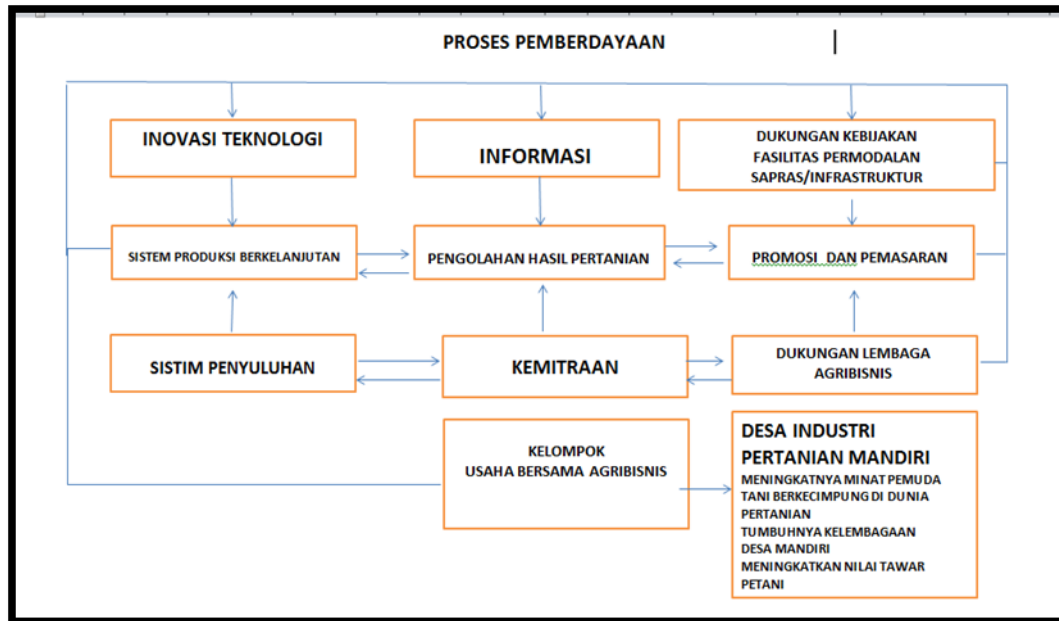 PROSES PEMBERDAYAAN
INOVASI TEKNOLOGI
INFORMASI
DUKUNGAN KEBIJAKAN
FASILITAS PERMODALAN
SAPRAS/INFRASTRUKTUR
SISTEM PRODUKSI BERKELANJUTAN
PENGOLAHAN HASIL PERTANIAN
PROMOSI DAN PEMASARAN
SISTIM PENYULUHAN
KEMITRAAN
DUKUNGAN LEMBAGA
AGRIBISNIS
KELOMPOK
USAHA BERSAMA AGRIBISNIS
DESA INDUSTRI
PERTANIAN MANDIRI
MENINGKATNYA MINAT PEMUDA
TANI BERKECIMPUNG DI DUNIA
PERTANIAN
TUMBUHNYA KELEMBAGAAN
DESA MANDIRI
MENINGKATKAN NILAI TAWAR
PETANI